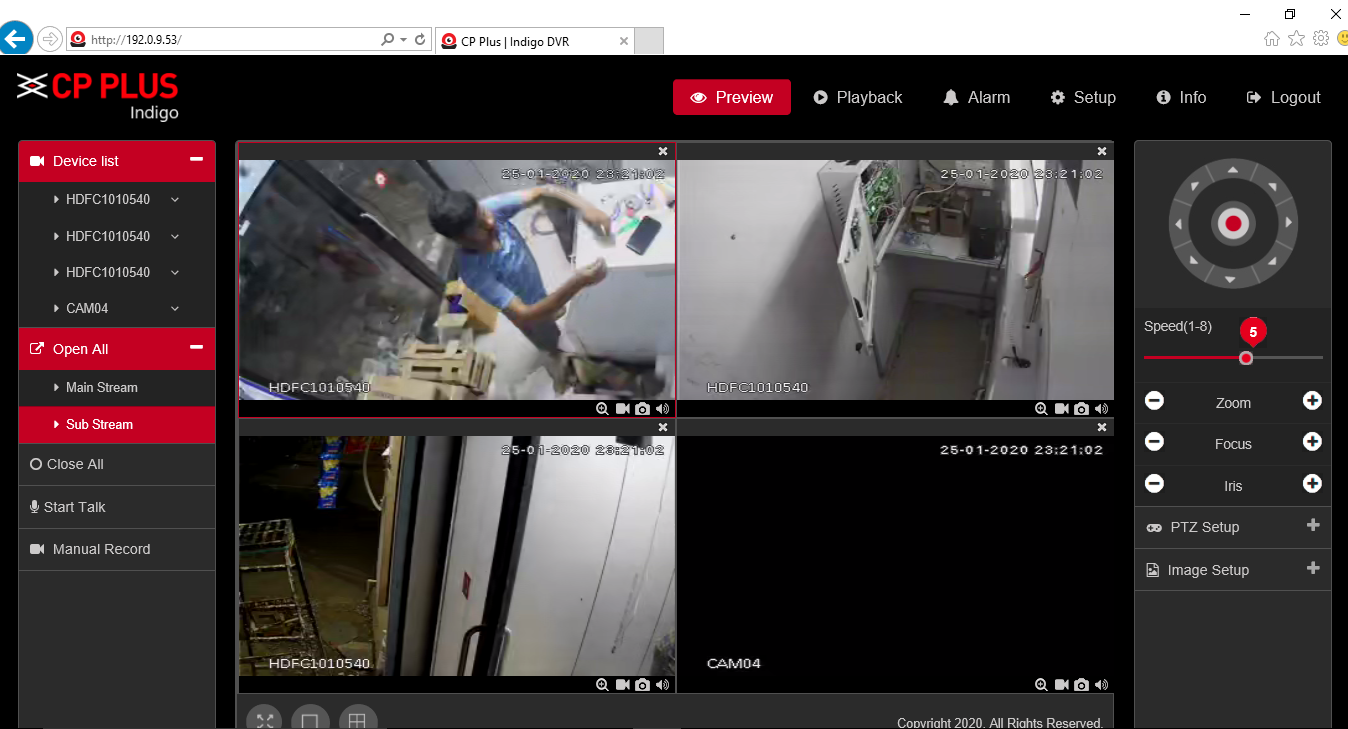 http://192.0.9.53/
CP Plus | Indigo DVR
CP PLUS
Indigo
Preview
Playback
Alarm
Setup
Info
Logout
Device list
HDFC1010540
HDFC1010540
HDFC1010540
CAM04
Open All
Main Stream
Sub Stream
Close All
Start Talk
Manual Record
25-01-2020 23:21:02
HDFC1010540
25-01-2020 23:21:02
HDFC1010540
25-01-2020 23:21:02
HDFC1010540
25-01-2020 23:21:02
CAM04
Speed(1-8)
5
Zoom
Focus
Iris
PTZ Setup
Image Setup
Copyright 2020. All Rights Reserved.